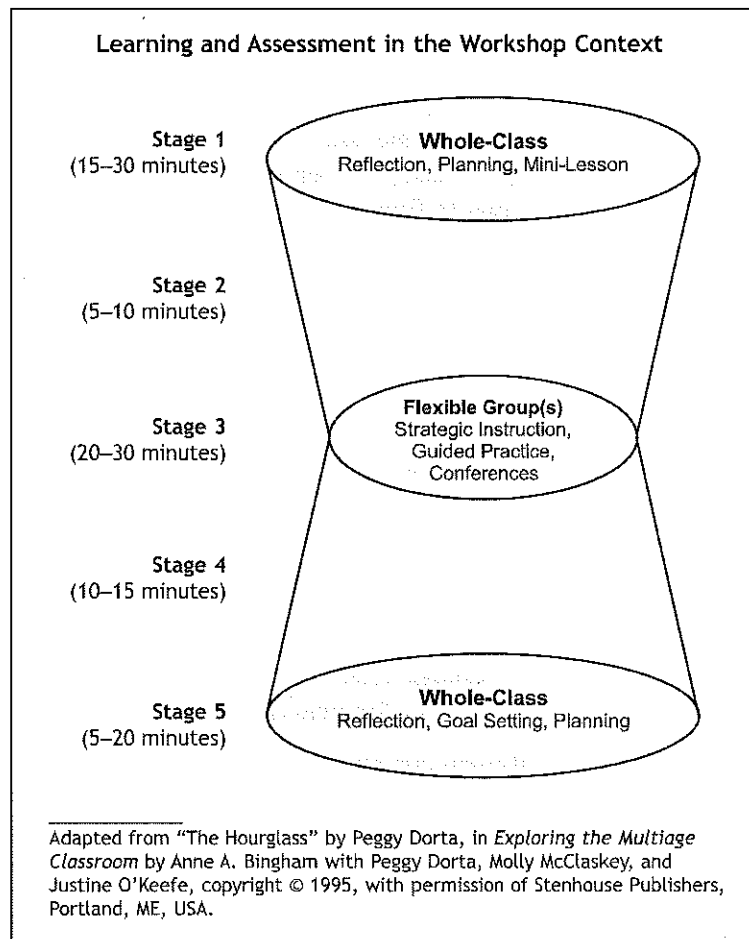 Learning and Assessment in the Workshop Context
Stage 1
(15–30 minutes)
Whole-Class
Reflection, Planning, Mini-Lesson
Stage 2
(5–10 minutes)
Stage 3
(20–30 minutes)
Flexible Group(s)
Strategic Instruction,
Guided Practice,
Conferences
Stage 4
(10–15 minutes)
Stage 5
(5–20 minutes)
Whole-Class
Reflection, Goal Setting, Planning
Adapted from “The Hourglass” by Peggy Dorta, in Exploring the Multiage
Classroom by Anne A. Bingham with Peggy Dorta, Molly McClaskey, and
Justine O’Keefe, copyright © 1995, with permission of Stenhouse Publishers,
Portland, ME, USA.